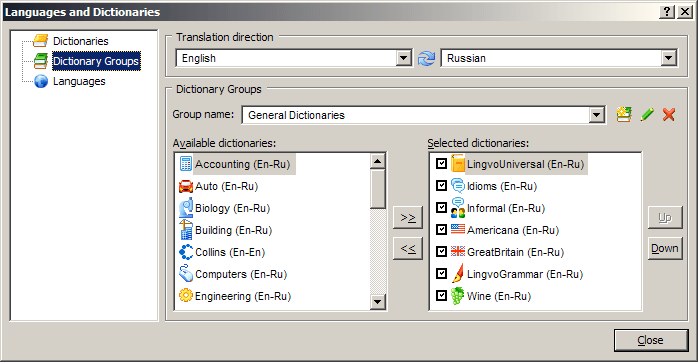 Languages and Dictionaries
Dictionaries
Dictionary Groups
Languages
Translation direction
English
Russian
Dictionary Groups
Group name:
General Dictionaries
Available dictionaries:
Accounting (En-Ru)
Auto (En-Ru)
Biology (En-Ru)
Building (En-Ru)
Collins (En-En)
Computers (En-Ru)
Engineering (En-Ru)
>>
<<
Selected dictionaries:
LingvoUniversal (En-Ru)
Idioms (En-Ru)
Informal (En-Ru)
Americana (En-Ru)
GreatBritain (En-Ru)
LingvoGrammar (En-Ru)
Wine (En-Ru)
Up
Down
Close